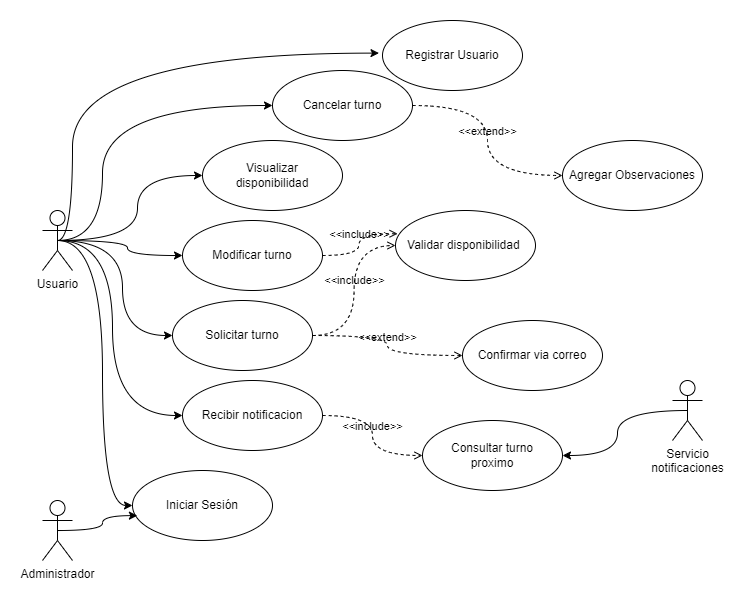 Registrar Usuario
Cancelar turno
<<extend>>
Agregar Observaciones
Visualizar
disponibilidad
Usuario
Modificar turno
<<include>>
Validar disponibilidad
<<include>>
Solicitar turno
<<extend>>
Confirmar via correo
Recibir notificacion
<<include>>
Consultar turno
proximo
Servicio
notificaciones
Iniciar Sesión
Administrador